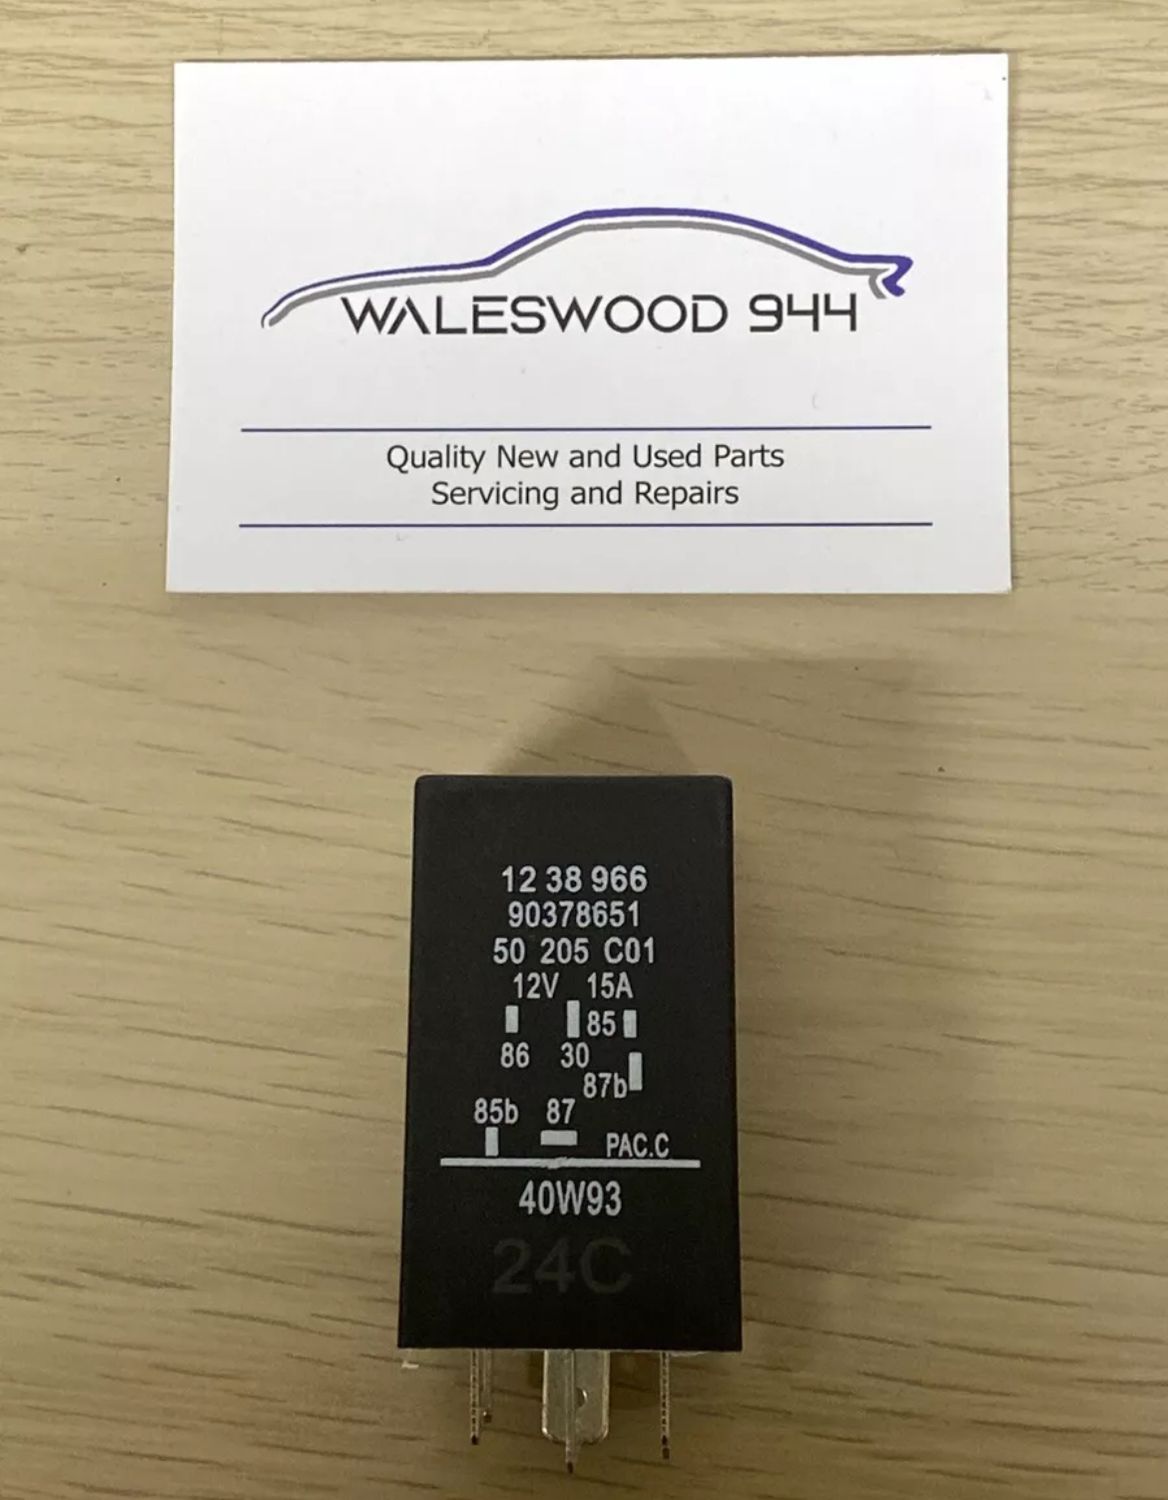 WALESWOOD 944
Quality New and Used Parts
Servicing and Repairs
12 38 966
90378651
50 205 C01
12V 15A
85
86 30
87b
85b 87
PAC.C
40W93
24C